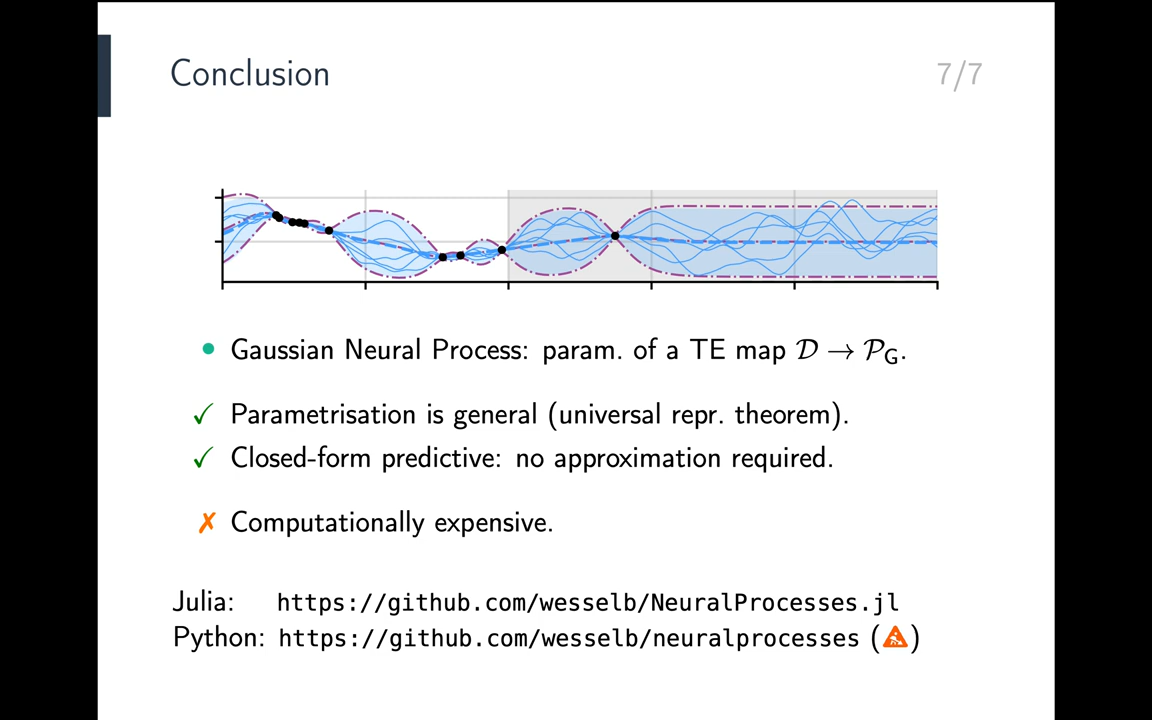 Conclusion
7/7
• Gaussian Neural Process: param. of a TE map 𝒟 → 𝒫G.
✓ Parametrisation is general (universal repr. theorem).
✓ Closed-form predictive: no approximation required.
✗ Computationally expensive.
Julia: https://github.com/wesselb/NeuralProcesses.jl
Python: https://github.com/wesselb/neuralprocesses (🚧)